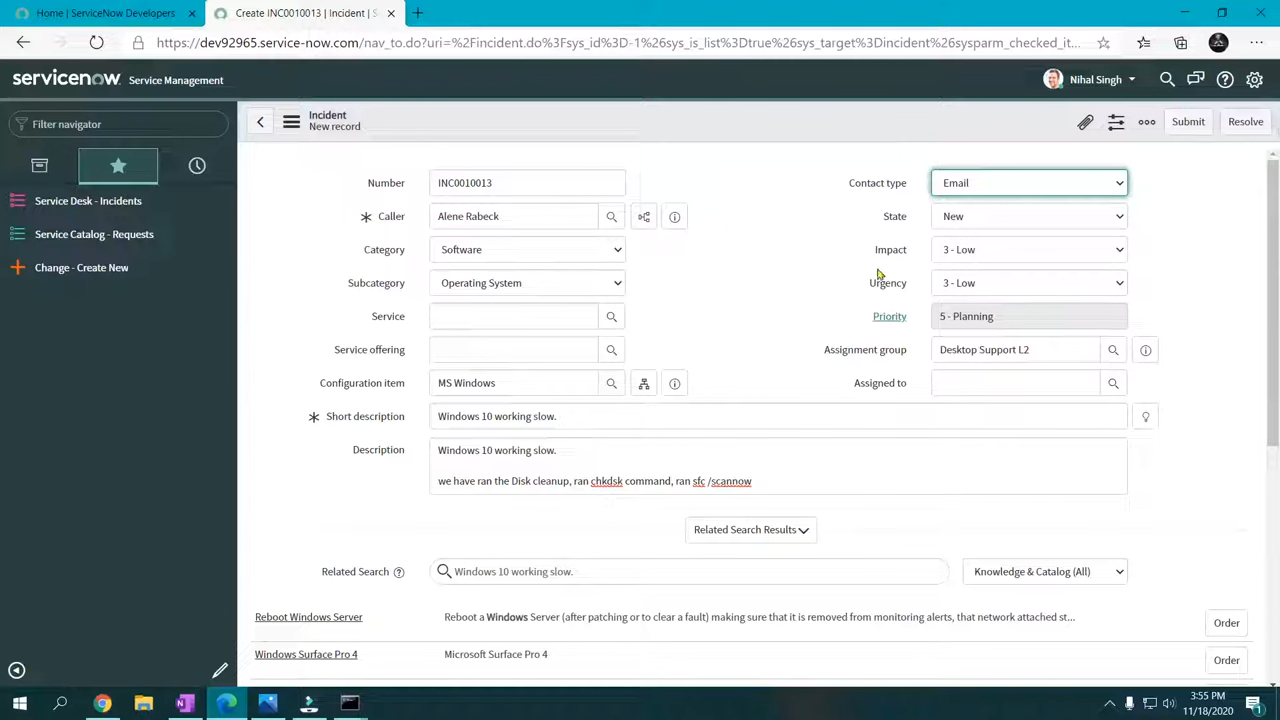 Home | ServiceNow Developers
Create INC0010013 | Incident | S
https://dev92965.service-now.com/nav_to.do?uri=%2Fincident.do%3Fsys_id%3D-1%26sys_is_list%3Dtrue%26sys_target%3Dincident%26sysparm_checked_it...
servicenow. Service Management
Nihal Singh
Filter navigator
Service Desk - Incidents
Service Catalog - Requests
Change - Create New
Incident
New record
Submit
Resolve
Number INC0010013
Contact type Email
Caller Alene Rabeck
State New
Category Software
Impact 3 - Low
Subcategory Operating System
Urgency 3 - Low
Service
Priority 5 - Planning
Service offering
Assignment group Desktop Support L2
Configuration item MS Windows
Assigned to
Short description Windows 10 working slow.
Description Windows 10 working slow.
we have ran the Disk cleanup, ran chkdsk command, ran sfc /scannow
Related Search Results
Related Search Windows 10 working slow. Knowledge & Catalog (All)
Reboot Windows Server Reboot a Windows Server (after patching or to clear a fault) making sure that it is removed from monitoring alerts, that network attached st... Order
Windows Surface Pro 4 Microsoft Surface Pro 4 Order
3:55 PM
11/18/2020
1